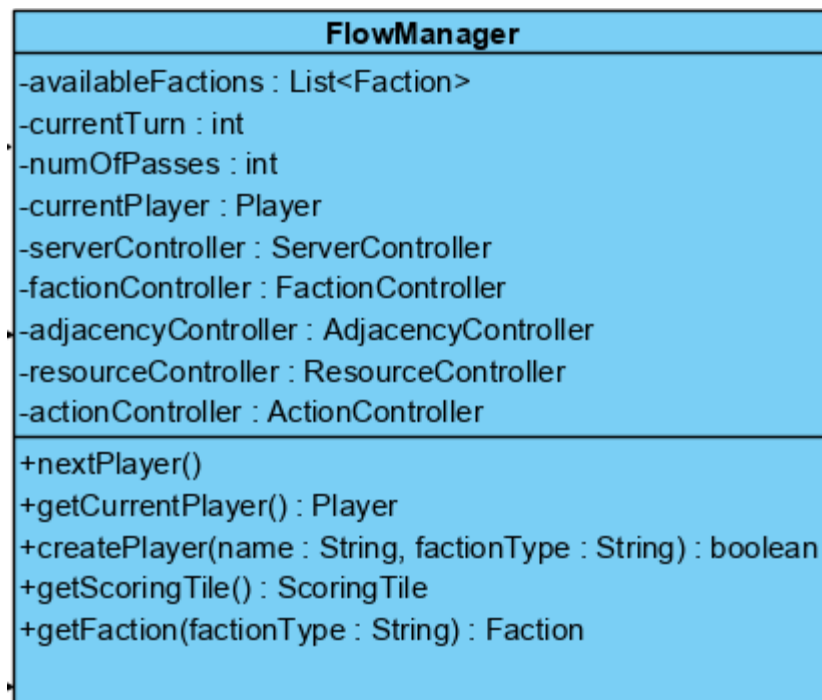 FlowManager
-availableFactions : List<Faction>
-currentTurn : int
-numOfPasses : int
-currentPlayer : Player
-serverController : ServerController
-factionController : FactionController
-adjacencyController : AdjacencyController
-resourceController : ResourceController
-actionController : ActionController
+nextPlayer()
+getCurrentPlayer() : Player
+createPlayer(name : String, factionType : String) : boolean
+getScoringTile() : ScoringTile
+getFaction(factionType : String) : Faction